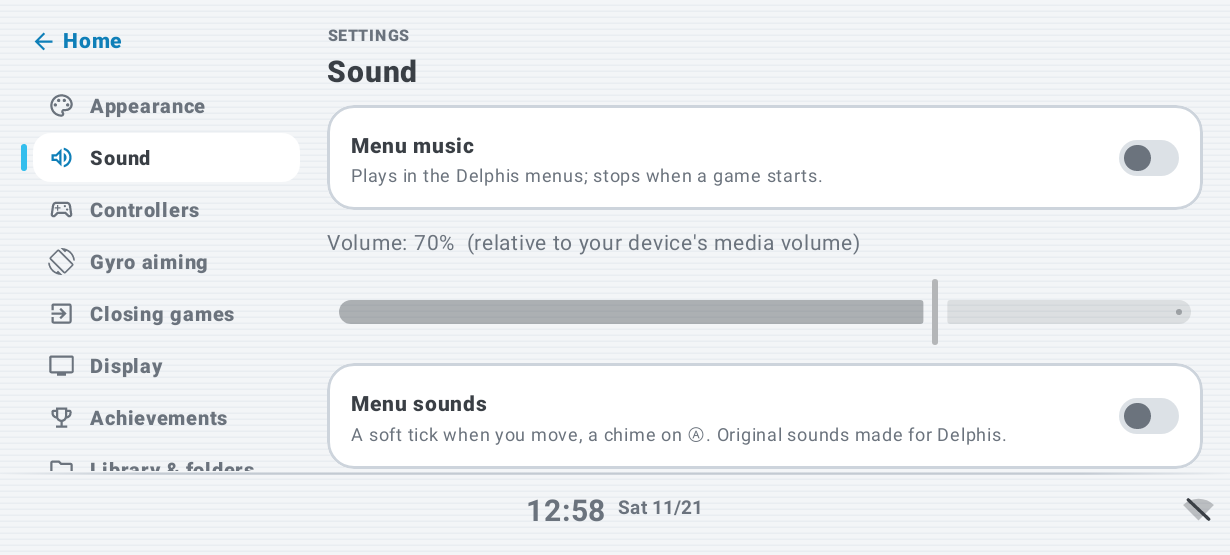 Home
Appearance
Sound
Controllers
Gyro aiming
Closing games
Display
Achievements
Library & folders
SETTINGS
Sound
Menu music
Plays in the Delphis menus; stops when a game starts.
Volume: 70% (relative to your device's media volume)
Menu sounds
A soft tick when you move, a chime on Ⓐ. Original sounds made for Delphis.
12:58 Sat 11/21